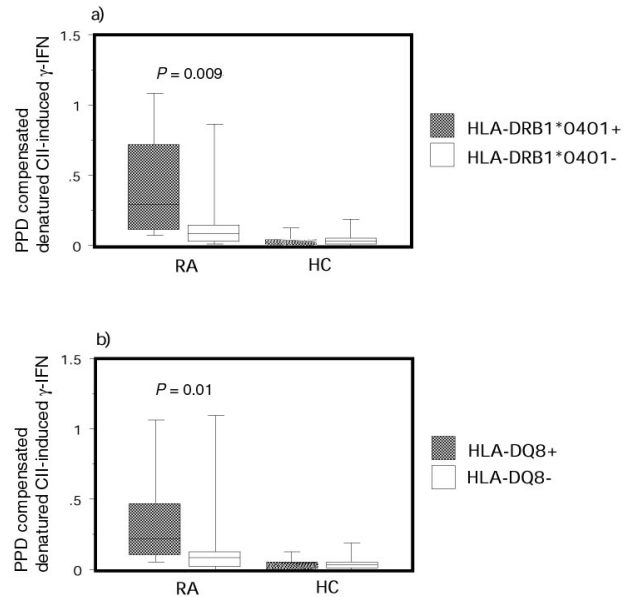 a)
1.5
1
.5
0
PPD compensated
denatured CII-induced γ-IFN
P = 0.009
RA
HC
HLA-DRB1*0401+
HLA-DRB1*0401-
b)
1.5
1
.5
0
PPD compensated
denatured CII-induced γ-IFN
P = 0.01
RA
HC
HLA-DQ8+
HLA-DQ8-